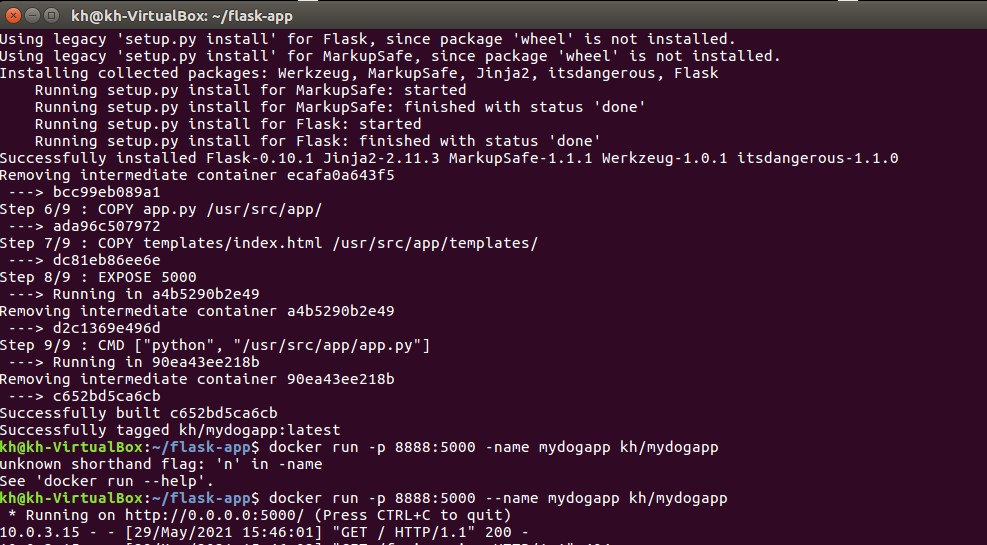 kh@kh-VirtualBox: ~/flask-app
Using legacy 'setup.py install' for Flask, since package 'wheel' is not installed.
Using legacy 'setup.py install' for MarkupSafe, since package 'wheel' is not installed.
Installing collected packages: Werkzeug, MarkupSafe, Jinja2, itsdangerous, Flask
    Running setup.py install for MarkupSafe: started
    Running setup.py install for MarkupSafe: finished with status 'done'
    Running setup.py install for Flask: started
    Running setup.py install for Flask: finished with status 'done'
Successfully installed Flask-0.10.1 Jinja2-2.11.3 MarkupSafe-1.1.1 Werkzeug-1.0.1 itsdangerous-1.1.0
Removing intermediate container ecafa0a643f5
 ---> bcc99eb089a1
Step 6/9 : COPY app.py /usr/src/app/
 ---> ada96c507972
Step 7/9 : COPY templates/index.html /usr/src/app/templates/
 ---> dc81eb86ee6e
Step 8/9 : EXPOSE 5000
 ---> Running in a4b5290b2e49
Removing intermediate container a4b5290b2e49
 ---> d2c1369e496d
Step 9/9 : CMD ["python", "/usr/src/app/app.py"]
 ---> Running in 90ea43ee218b
Removing intermediate container 90ea43ee218b
 ---> c652bd5ca6cb
Successfully built c652bd5ca6cb
Successfully tagged kh/mydogapp:latest
kh@kh-VirtualBox:~/flask-app$ docker run -p 8888:5000 -name mydogapp kh/mydogapp
unknown shorthand flag: 'n' in -name
See 'docker run --help'.
kh@kh-VirtualBox:~/flask-app$ docker run -p 8888:5000 --name mydogapp kh/mydogapp
 * Running on http://0.0.0.0:5000/ (Press CTRL+C to quit)
10.0.3.15 - - [29/May/2021 15:46:01] "GET / HTTP/1.1" 200 -